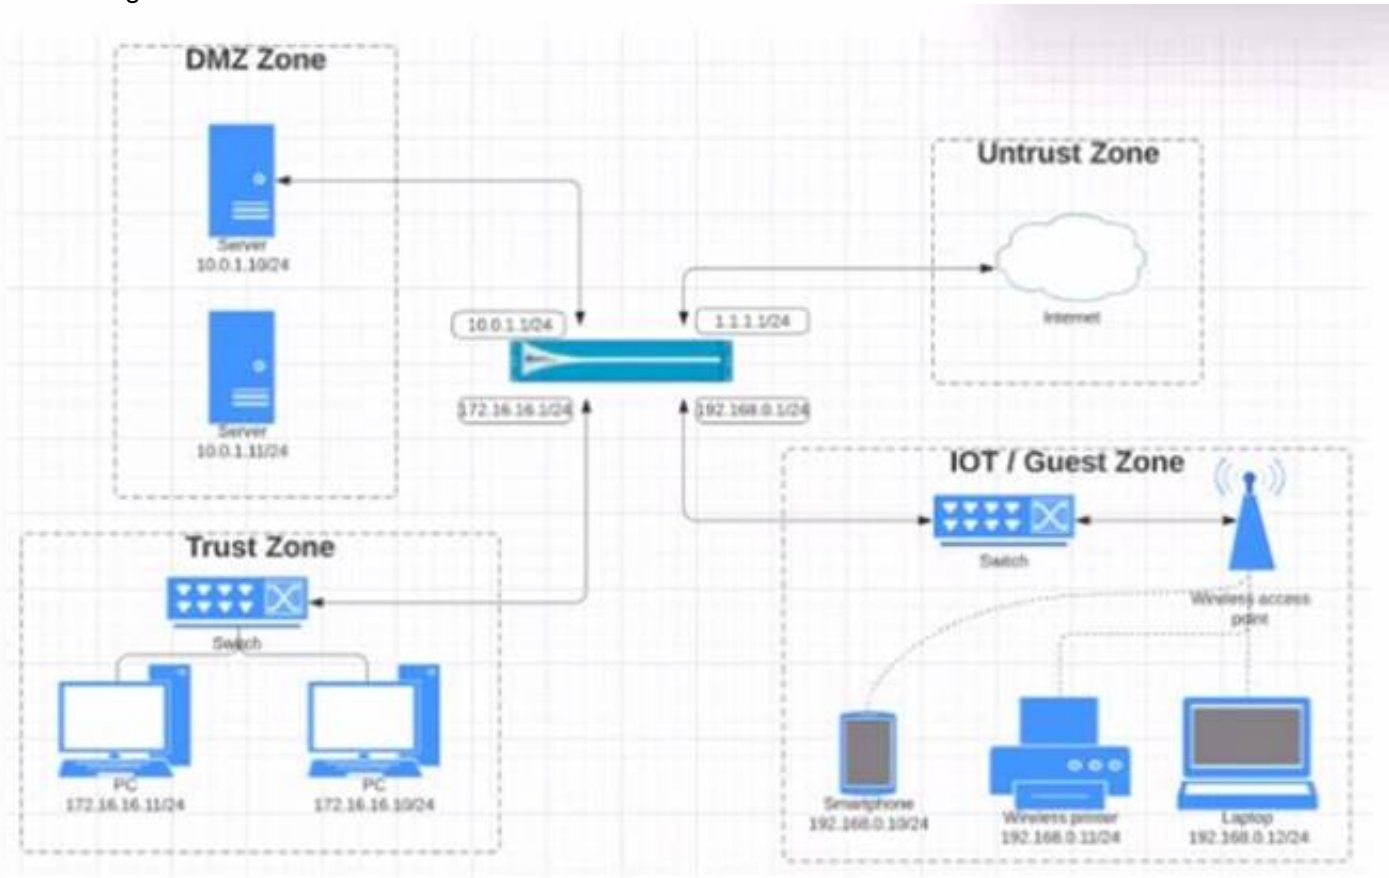 DMZ Zone
Server
10.0.1.10/24
Server
10.0.1.11/24
Untrust Zone
Internet
10.0.1.1/24
1.1.1.1/24
172.16.16.1/24
192.168.0.1/24
Trust Zone
Switch
PC
172.16.16.11/24
PC
172.16.16.10/24
IOT / Guest Zone
Switch
Wireless access
point
Smartphone
192.168.0.10/24
Wireless printer
192.168.0.11/24
Laptop
192.168.0.12/24